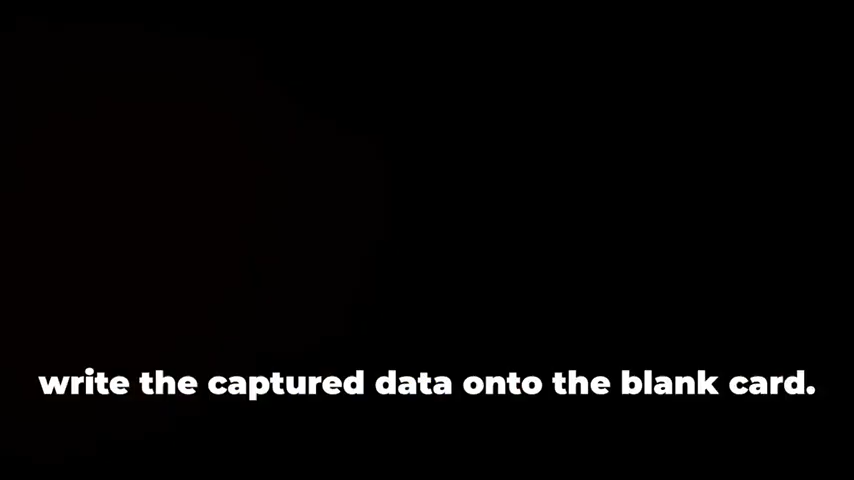 write the captured data onto the blank card.